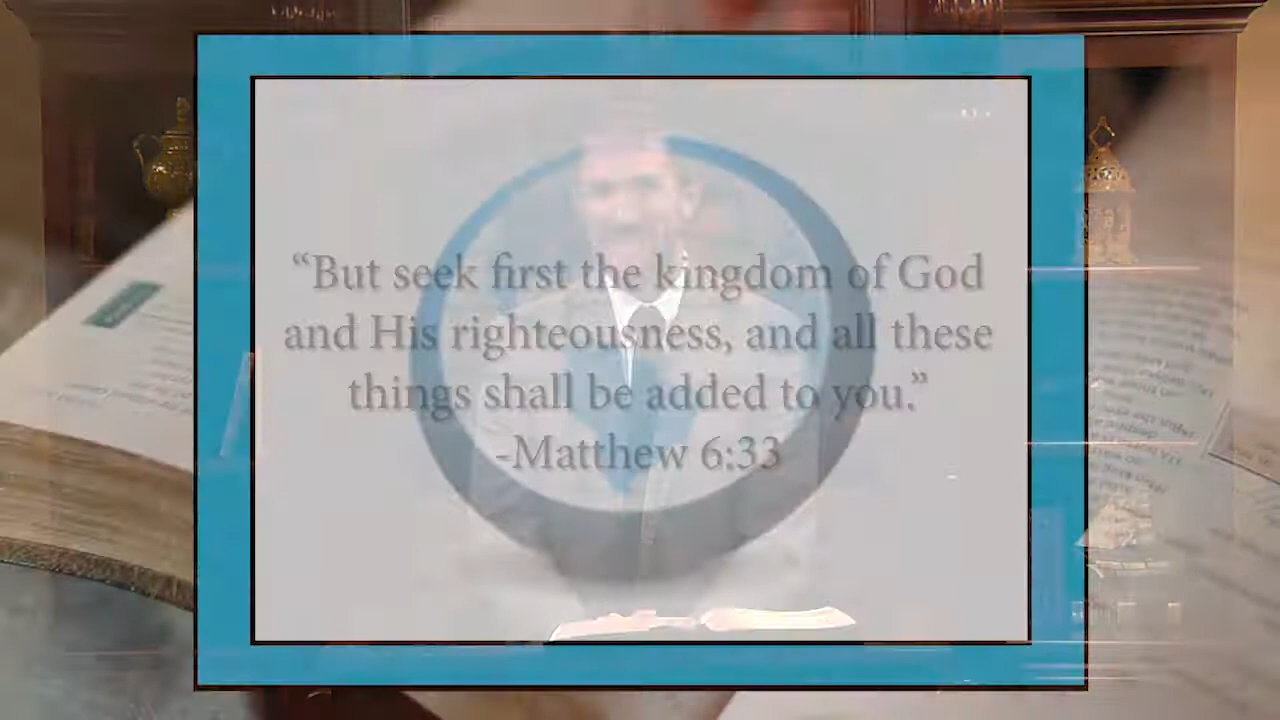 “But seek first the kingdom of God
and His righteousness, and all these
things shall be added to you.”
-Matthew 6:33